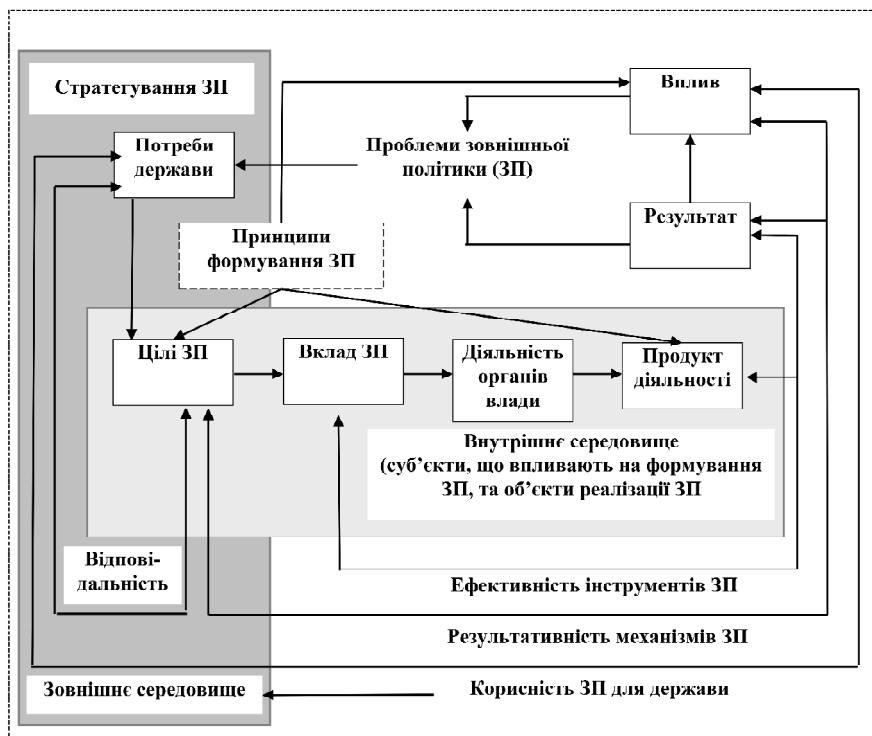 Стратегування ЗП
Вплив
Потреби
держави
Проблеми зовнішньої
політики (ЗП)
Результат
Принципи
формування ЗП
Цілі ЗП
Вклад ЗП
Діяльність
органів
влади
Продукт
діяльності
Внутрішнє середовище
(суб’єкти, що впливають на формування
ЗП, та об’єкти реалізації ЗП
Відпові-
дальність
Ефективність інструментів ЗП
Результативність механізмів ЗП
Зовнішнє середовище
Корисність ЗП для держави